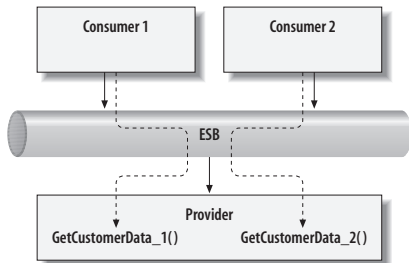 Consumer 1
Consumer 2
ESB
Provider
GetCustomerData_1()
GetCustomerData_2()